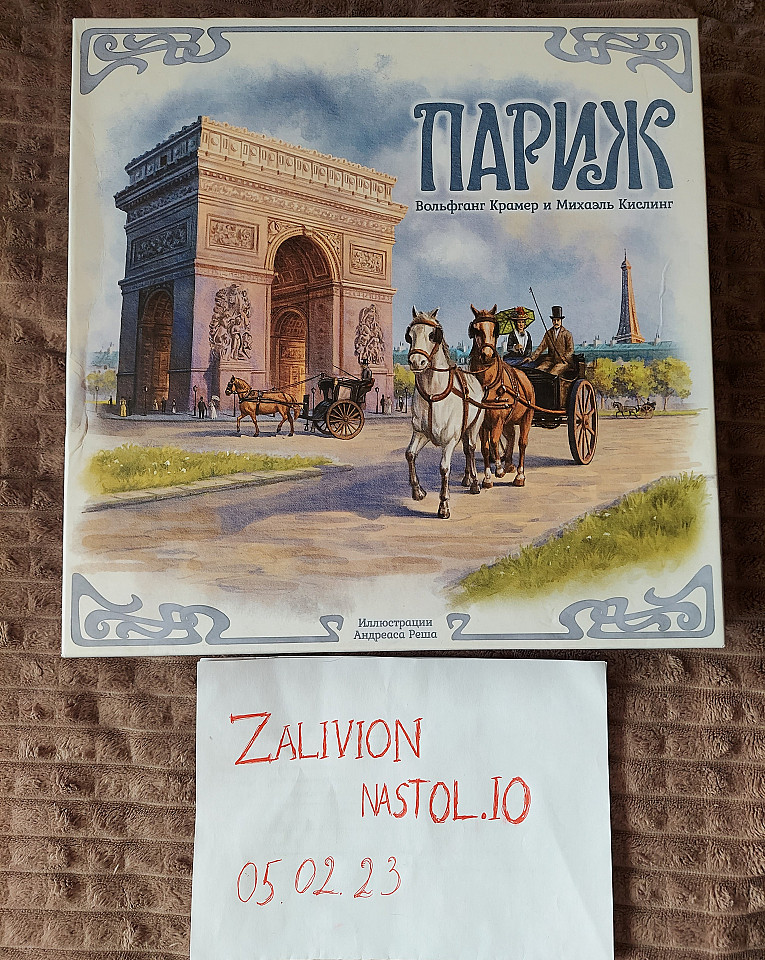 ПАРИЖ
Вольфганг Крамер и Михаэль Кислинг
Иллюстрации
Андреаса Реша
ZALIVION
NASTOL.IO
05.02.23